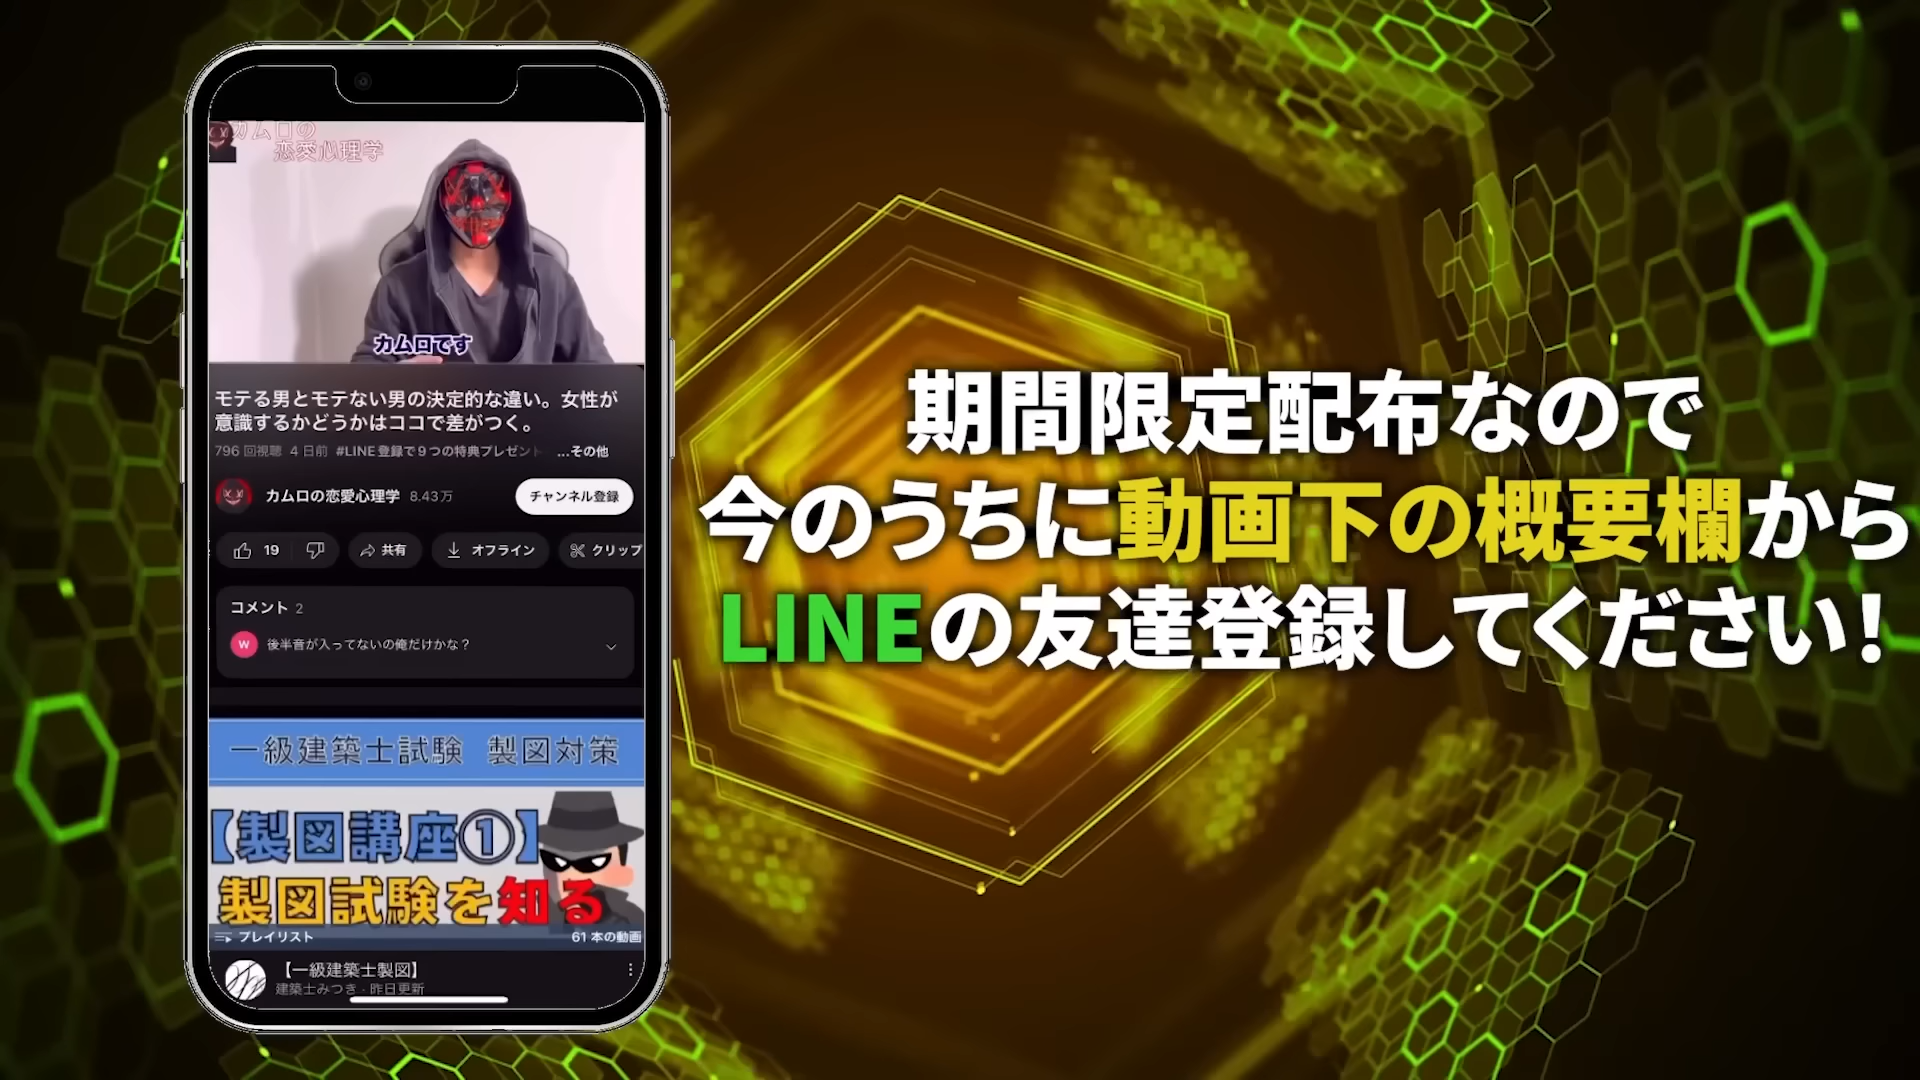 カムロの
恋愛心理学
カムロです
モテる男とモテない男の決定的な違い。女性が
意識するかどうかはココで差がつく。
796 回視聴 4 日前 #LINE登録で9つの特典プレゼント ...その他
カムロの恋愛心理学 8.43万 チャンネル登録
19 共有 オフライン クリップ
コメント 2
W 後半音が入ってないの俺だけかな？
一級建築士試験 製図対策
【製図講座①】
製図試験を知る
プレイリスト 61 本の動画
【一級建築士製図】
建築士みつき・昨日更新
期間限定配布なので
今のうちに動画下の概要欄から
LINEの友達登録してください！